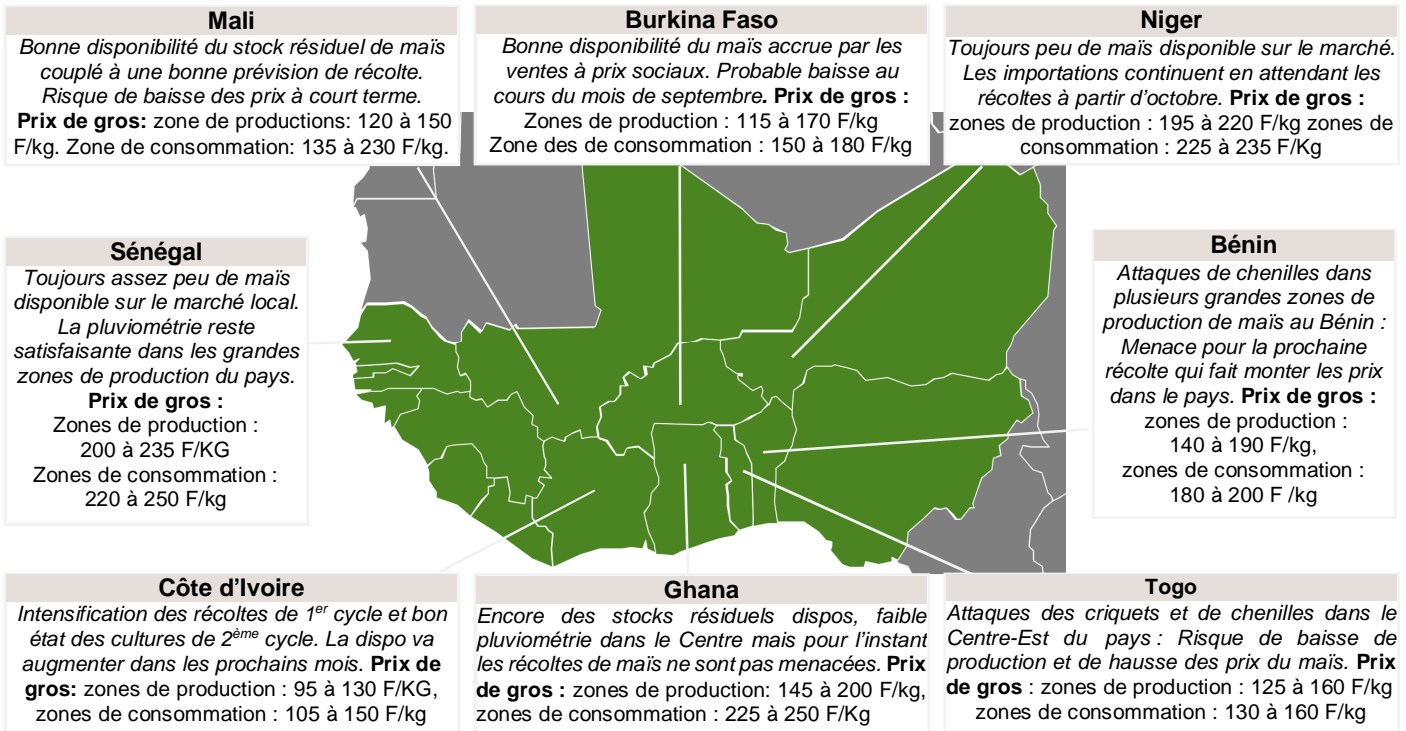 Mali
Bonne disponibilité du stock résiduel de maïs
couplé à une bonne prévision de récolte.
Risque de baisse des prix à court terme.
Prix de gros: zone de productions: 120 à 150
F/kg. Zone de consommation: 135 à 230 F/kg.
Burkina Faso
Bonne disponibilité du maïs accrue par les
ventes à prix sociaux. Probable baisse au
cours du mois de septembre. Prix de gros :
Zones de production : 115 à 170 F/kg
Zone des de consommation : 150 à 180 F/kg
Niger
Toujours peu de maïs disponible sur le marché.
Les importations continuent en attendant les
récoltes à partir d’octobre. Prix de gros :
zones de production : 195 à 220 F/kg zones de
consommation : 225 à 235 F/Kg
Sénégal
Toujours assez peu de maïs
disponible sur le marché local.
La pluviométrie reste
satisfaisante dans les grandes
zones de production du pays.
Prix de gros :
Zones de production :
200 à 235 F/KG
Zones de consommation :
220 à 250 F/kg
Bénin
Attaques de chenilles dans
plusieurs grandes zones de
production de maïs au Bénin :
Menace pour la prochaine
récolte qui fait monter les prix
dans le pays. Prix de gros :
zones de production :
140 à 190 F/kg,
zones de consommation :
180 à 200 F /kg
Côte d’Ivoire
Intensification des récoltes de 1er cycle et bon
état des cultures de 2ème cycle. La dispo va
augmenter dans les prochains mois. Prix de
gros: zones de production : 95 à 130 F/KG,
zones de consommation : 105 à 150 F/kg
Ghana
Encore des stocks résiduels dispos, faible
pluviométrie dans le Centre mais pour l’instant
les récoltes de maïs ne sont pas menacées. Prix
de gros : zones de production: 145 à 200 F/kg,
zones de consommation : 225 à 250 F/Kg
Togo
Attaques des criquets et de chenilles dans le
Centre-Est du pays : Risque de baisse de
production et de hausse des prix du maïs. Prix
de gros : zones de production : 125 à 160 F/kg
zones de consommation : 130 à 160 F/kg